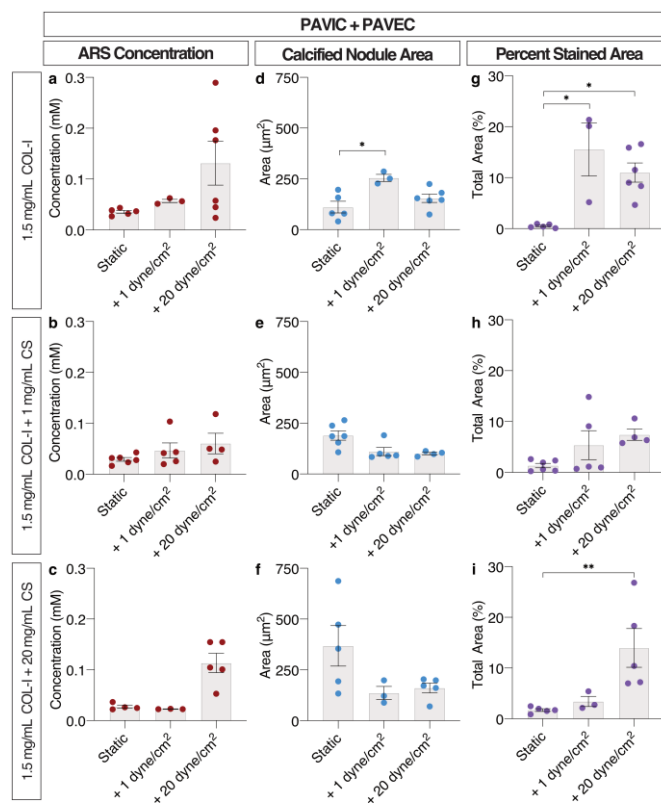 PAVIC + PAVEC
ARS Concentration
Calcified Nodule Area
Percent Stained Area
1.5 mg/mL COL-I
a
Concentration (mM)
0.3
0.2
0.1
0.0
Static
+ 1 dyne/cm²
+ 20 dyne/cm²
d
Area (µm²)
750
500
250
0
*
Static
+ 1 dyne/cm²
+ 20 dyne/cm²
g
Total Area (%)
30
20
10
0
*
*
Static
+ 1 dyne/cm²
+ 20 dyne/cm²
1.5 mg/mL COL-I + 1 mg/mL CS
b
Concentration (mM)
0.3
0.2
0.1
0.0
Static
+ 1 dyne/cm²
+ 20 dyne/cm²
e
Area (µm²)
750
500
250
0
Static
+ 1 dyne/cm²
+ 20 dyne/cm²
h
Total Area (%)
30
20
10
0
Static
+ 1 dyne/cm²
+ 20 dyne/cm²
1.5 mg/mL COL-I + 20 mg/mL CS
c
Concentration (mM)
0.3
0.2
0.1
0.0
Static
+ 1 dyne/cm²
+ 20 dyne/cm²
f
Area (µm²)
750
500
250
0
Static
+ 1 dyne/cm²
+ 20 dyne/cm²
i
Total Area (%)
30
20
10
0
**
Static
+ 1 dyne/cm²
+ 20 dyne/cm²